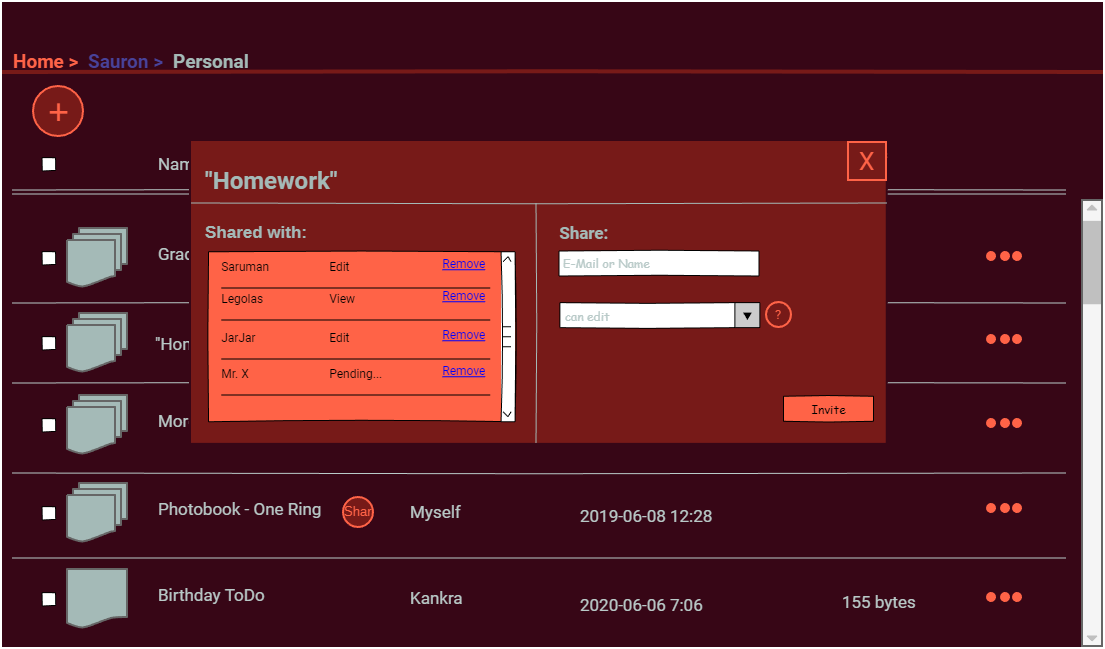 Home > Sauron > Personal
+
Nam
"Homework"
X
Shared with:
Saruman Edit Remove
Legolas View Remove
JarJar Edit Remove
Mr. X Pending... Remove
Share:
E-Mail or Name
can edit
?
Invite
Grad
"Hom
Mor
Photobook - One Ring Shar Myself 2019-06-08 12:28
Birthday ToDo Kankra 2020-06-06 7:06 155 bytes